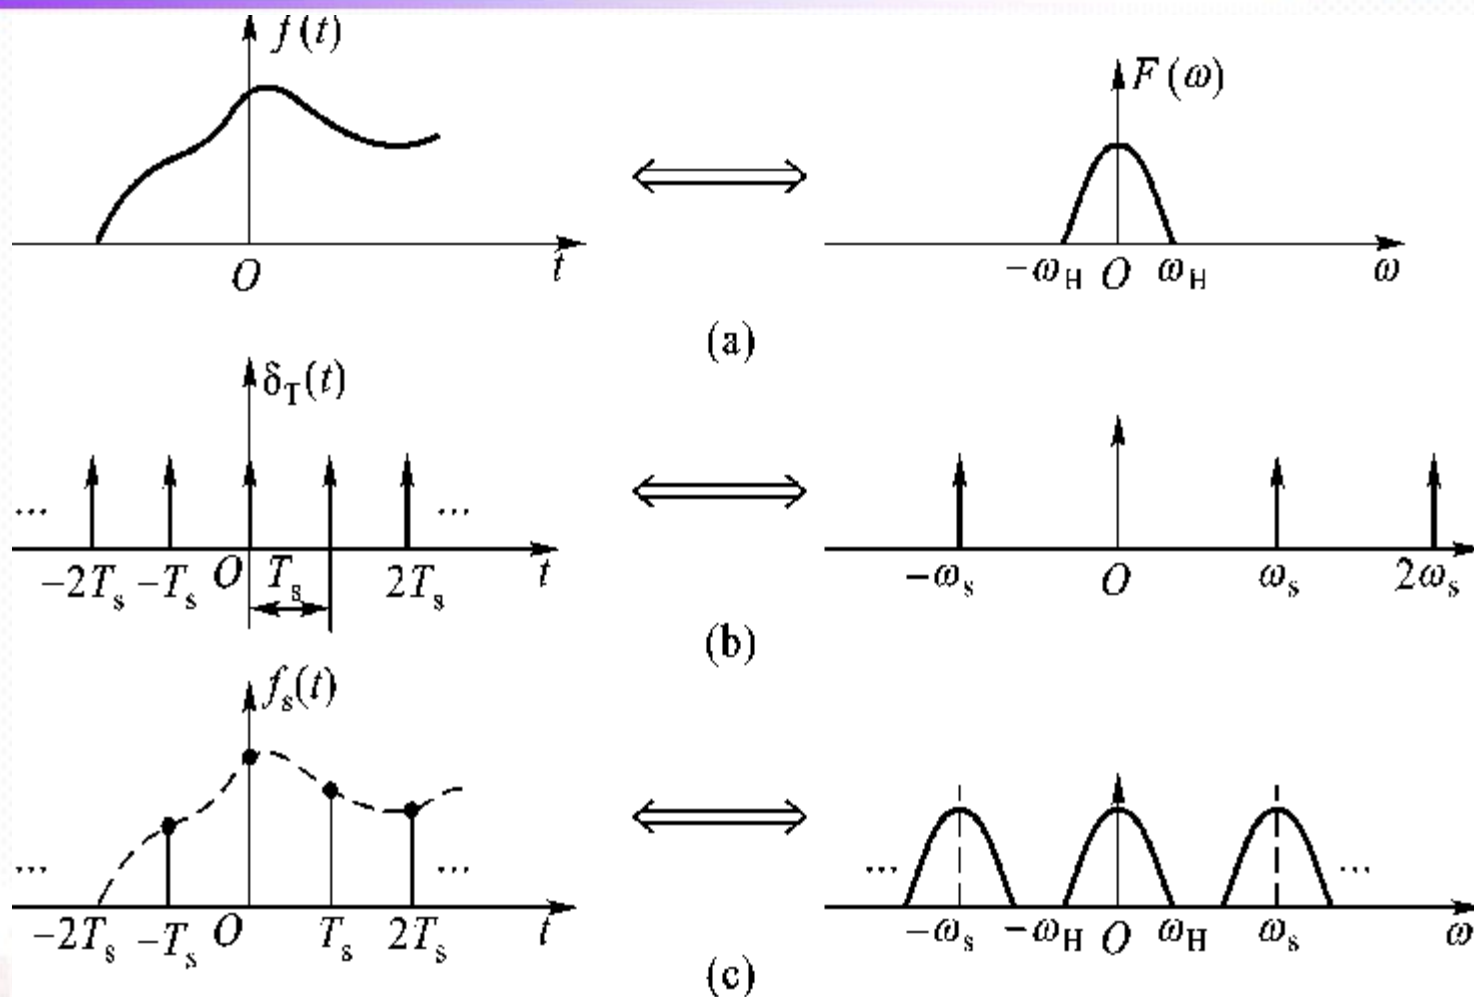 f(t)
F(ω)
O t
-ω_H O ω_H ω
(a)
δ_T(t)
... ...
-2T_s -T_s O T_s 2T_s t
-ω_s O ω_s 2ω_s
(b)
f_s(t)
... ... ... ...
-2T_s -T_s O T_s 2T_s t
-ω_s -ω_H O ω_H ω_s ω
(c)